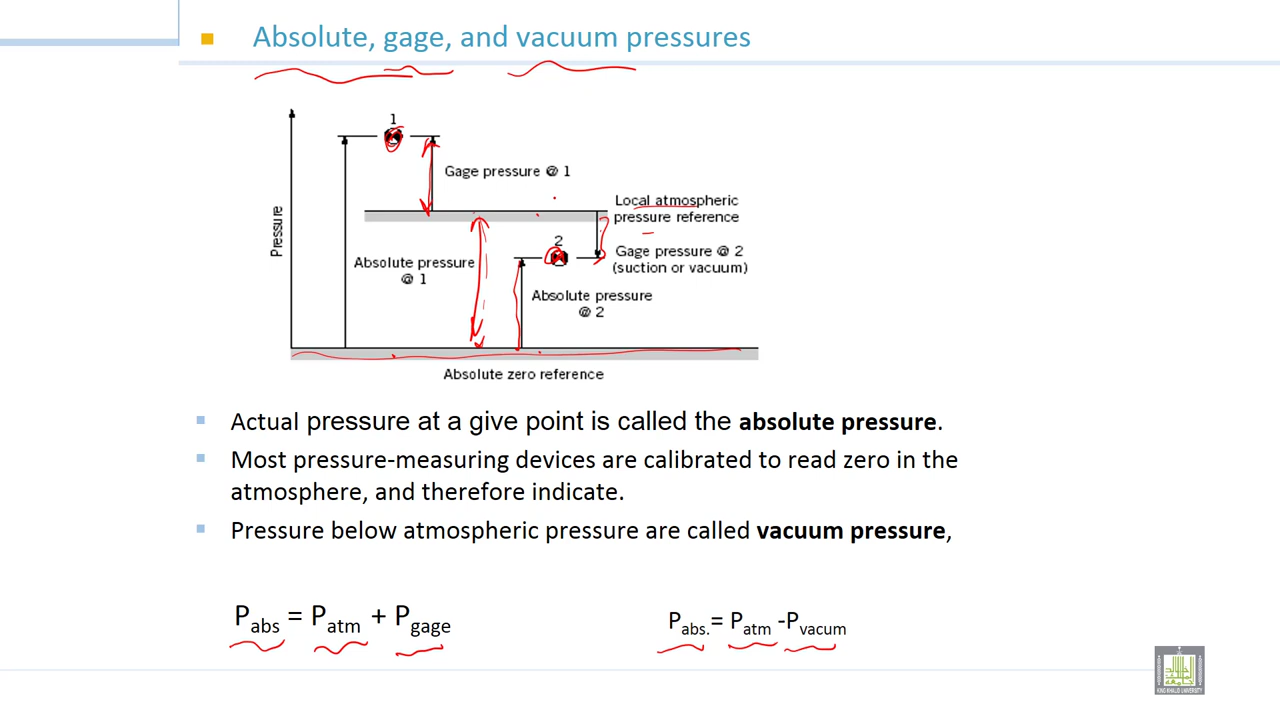 Absolute, gage, and vacuum pressures
1
Gage pressure @ 1
Local atmospheric
pressure reference
Pressure
2
Gage pressure @ 2
(suction or vacuum)
Absolute pressure
@ 1
Absolute pressure
@ 2
Absolute zero reference
Actual pressure at a give point is called the absolute pressure.
Most pressure-measuring devices are calibrated to read zero in the
atmosphere, and therefore indicate.
Pressure below atmospheric pressure are called vacuum pressure,
Pabs = Patm + Pgage
Pabs.= Patm -Pvacum
KING KHALID UNIVERSITY